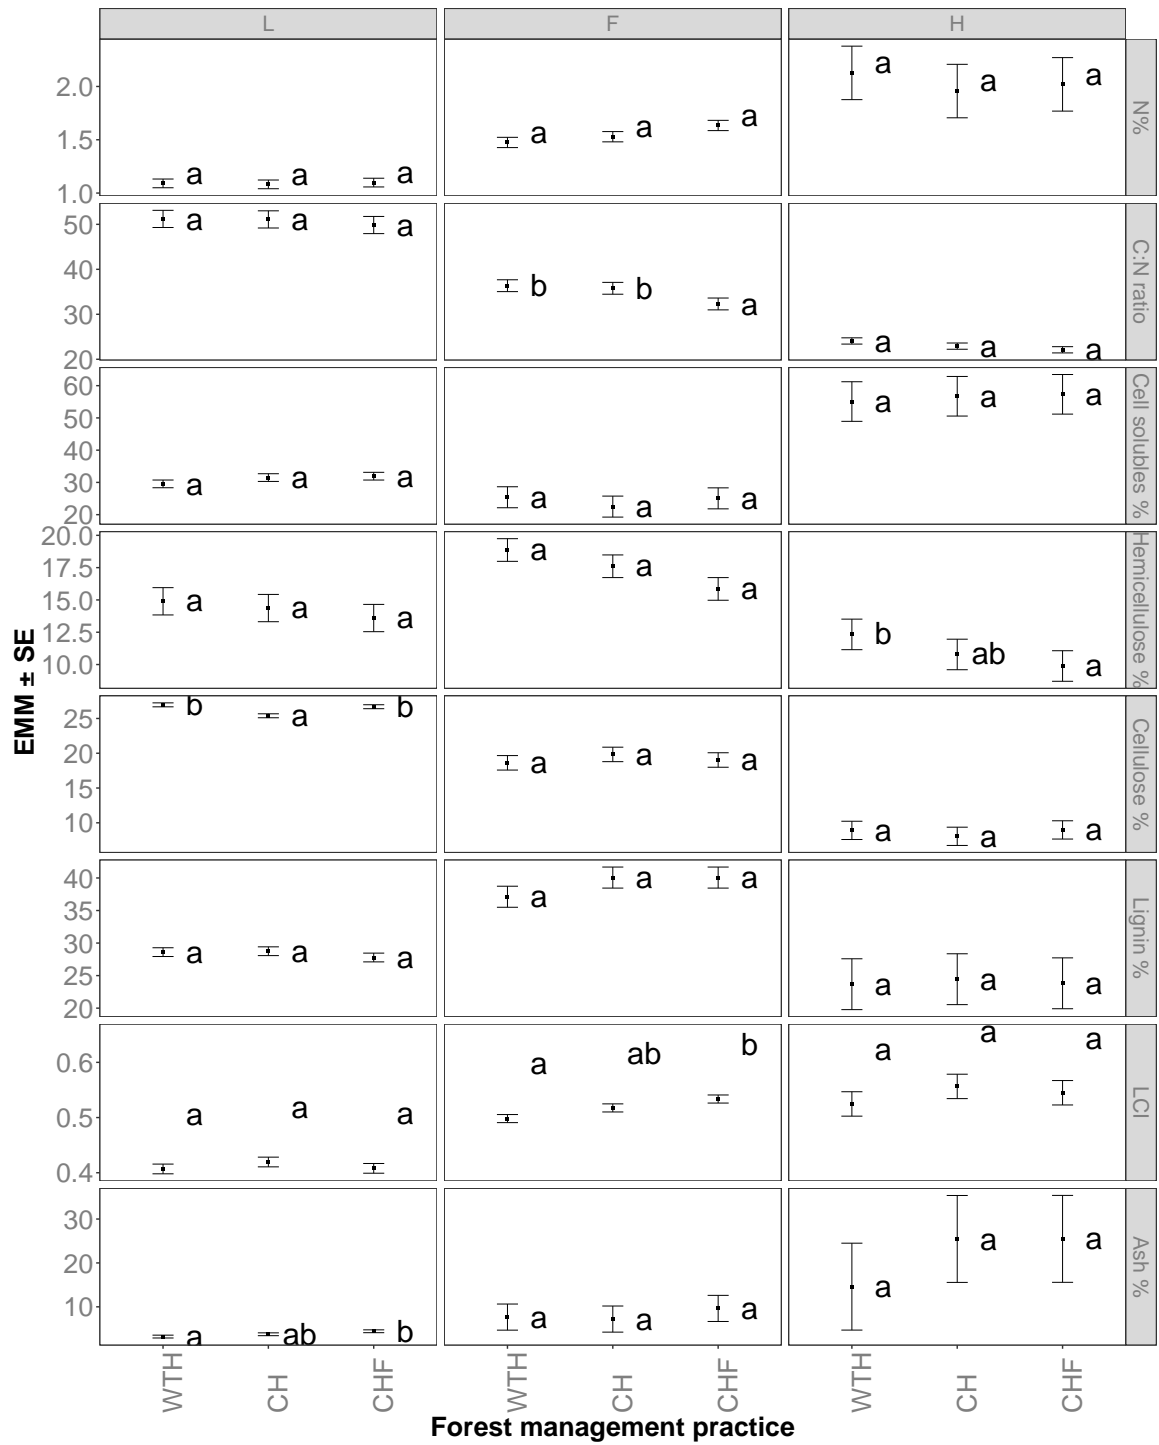 L F H
2.0
1.5
1.0
a a a a a a a a a
N%
50
40
30
20
a a a b b a a a a
C:N ratio
60
50
40
30
20
a a a a a a a a a
Cell solubles %
20.0
17.5
15.0
12.5
10.0
a a a a a a b ab a
Hemicellulose %
25
20
15
10
b a b a a a a a a
Cellulose %
40
35
30
25
20
a a a a a a a a a
Lignin %
0.6
0.5
0.4
a a a a ab b a a a
LCI
30
20
10
a ab b a a a a a a
Ash %
EMM ± SE
WTH CH CHF WTH CH CHF WTH CH CHF
Forest management practice